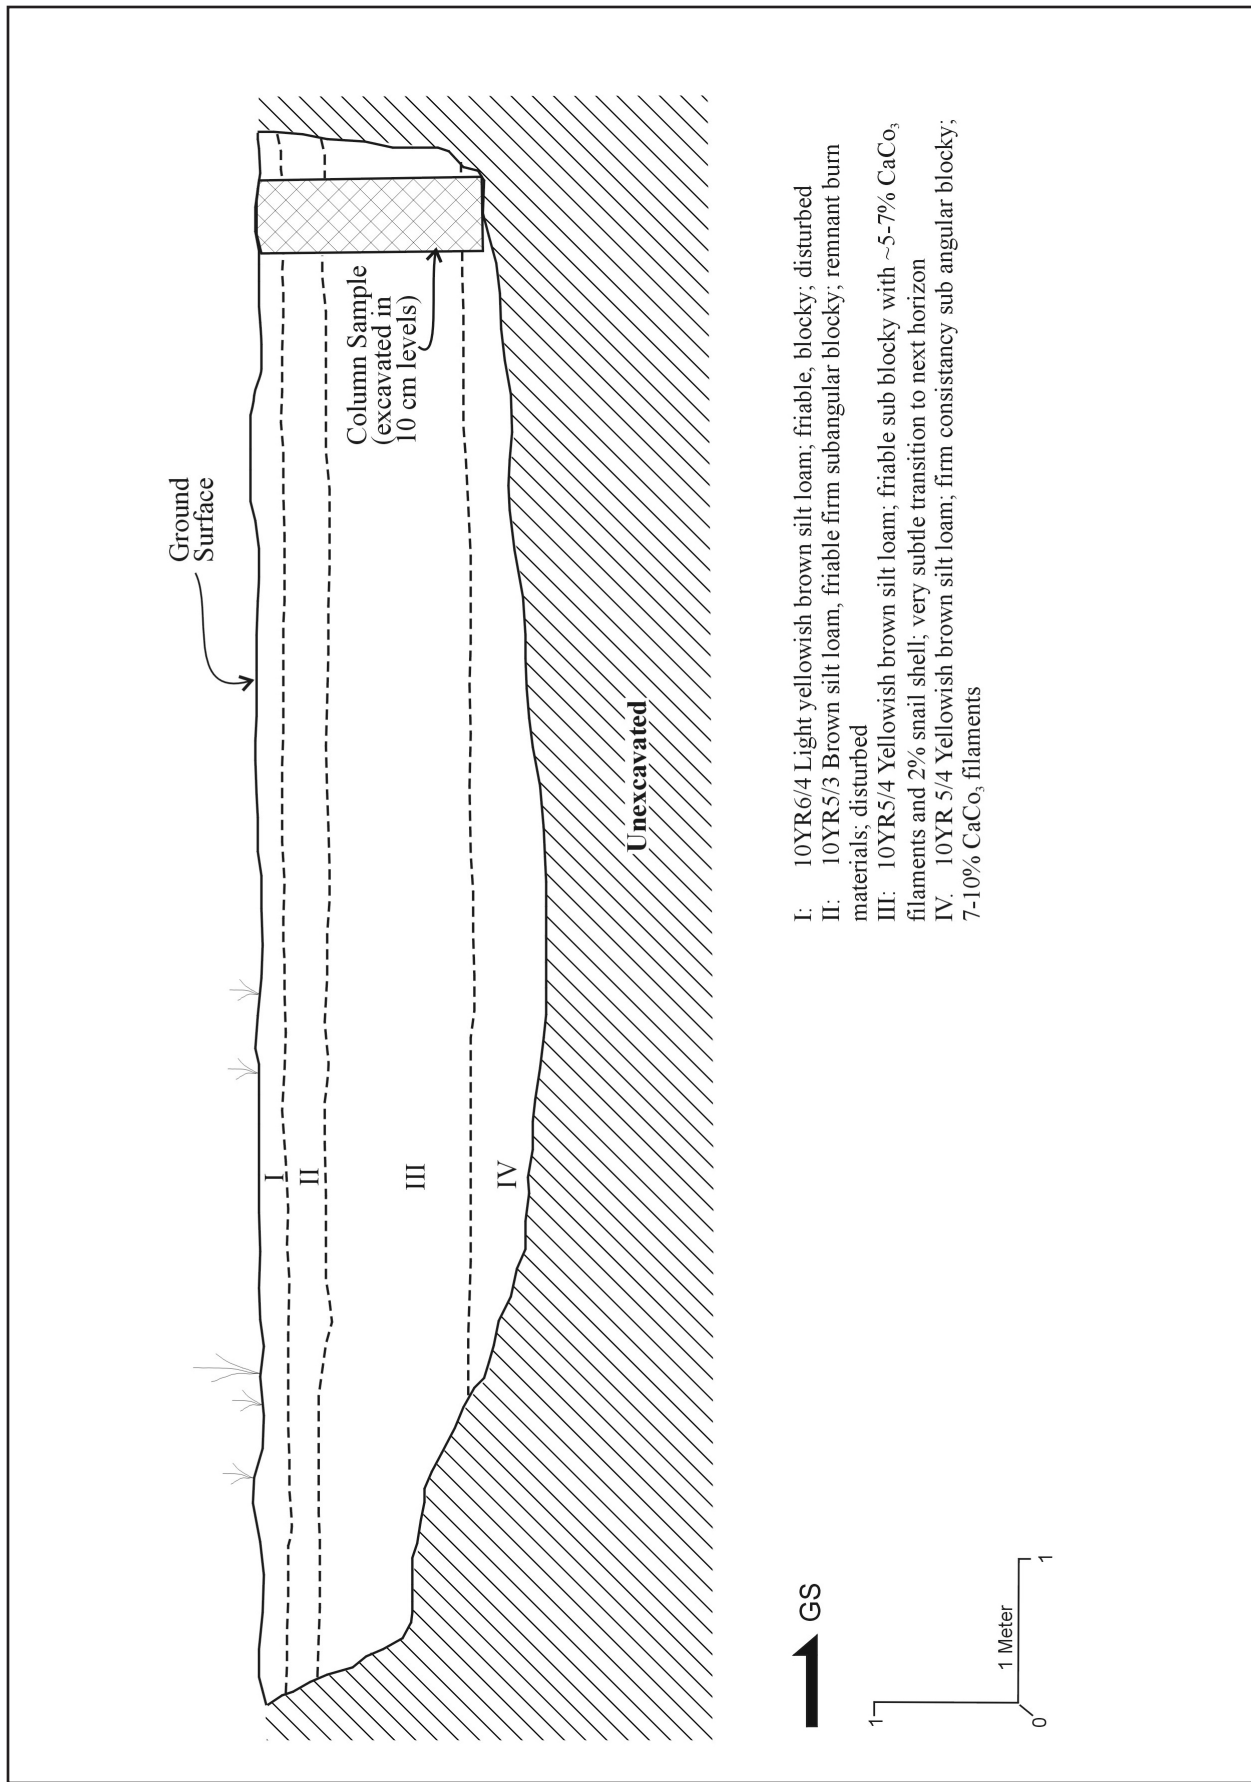 Ground
Surface
Column Sample
(excavated in
10 cm levels)
I
II
III
IV
Unexcavated
I: 10YR6/4 Light yellowish brown silt loam; friable, blocky; disturbed
II: 10YR5/3 Brown silt loam, friable firm subangular blocky; remnant burn
materials; disturbed
III: 10YR5/4 Yellowish brown silt loam; friable sub blocky with ~5-7% CaCo₃
filaments and 2% snail shell; very subtle transition to next horizon
IV. 10YR 5/4 Yellowish brown silt loam; firm consistancy sub angular blocky;
7-10% CaCo₃ filaments
GS
1
1 Meter
0
1